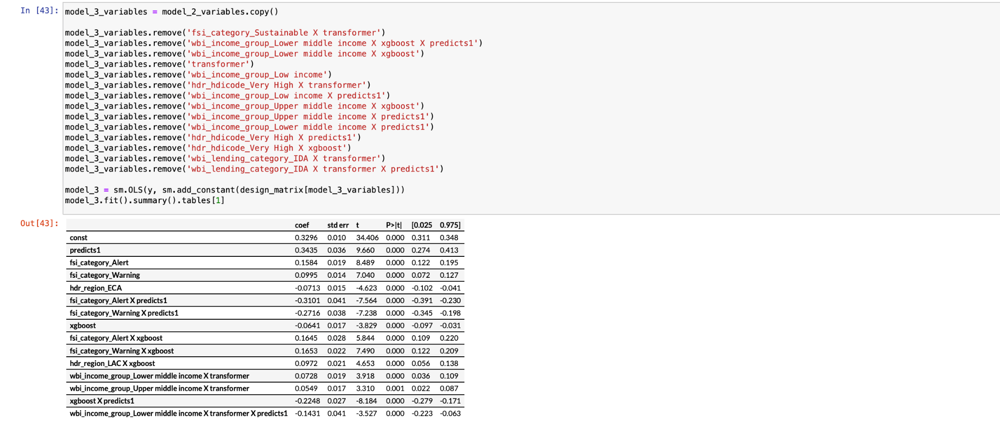 In [43]: model_3_variables = model_2_variables.copy()
model_3_variables.remove('fsi_category_Sustainable X transformer')
model_3_variables.remove('wbi_income_group_Lower middle income X xgboost X predicts1')
model_3_variables.remove('wbi_income_group_Lower middle income X xgboost')
model_3_variables.remove('transformer')
model_3_variables.remove('wbi_income_group_Low income')
model_3_variables.remove('hdr_hdicode_Very High X transformer')
model_3_variables.remove('wbi_income_group_Low income X predicts1')
model_3_variables.remove('wbi_income_group_Upper middle income X xgboost')
model_3_variables.remove('wbi_income_group_Upper middle income X predicts1')
model_3_variables.remove('wbi_income_group_Lower middle income X predicts1')
model_3_variables.remove('hdr_hdicode_Very High X predicts1')
model_3_variables.remove('hdr_hdicode_Very High X xgboost')
model_3_variables.remove('wbi_lending_category_IDA X transformer')
model_3_variables.remove('wbi_lending_category_IDA X transformer X predicts1')
model_3 = sm.OLS(y, sm.add_constant(design_matrix[model_3_variables]))
model_3.fit().summary().tables[1]
Out[43]:
coef std err t P>|t| [0.025 0.975]
const 0.3296 0.010 34.406 0.000 0.311 0.348
predicts1 0.3435 0.036 9.660 0.000 0.274 0.413
fsi_category_Alert 0.1584 0.019 8.489 0.000 0.122 0.195
fsi_category_Warning 0.0995 0.014 7.040 0.000 0.072 0.127
hdr_region_ECA -0.0713 0.015 -4.623 0.000 -0.102 -0.041
fsi_category_Alert X predicts1 -0.3101 0.041 -7.564 0.000 -0.391 -0.230
fsi_category_Warning X predicts1 -0.2716 0.038 -7.238 0.000 -0.345 -0.198
xgboost -0.0641 0.017 -3.829 0.000 -0.097 -0.031
fsi_category_Alert X xgboost 0.1645 0.028 5.844 0.000 0.109 0.220
fsi_category_Warning X xgboost 0.1653 0.022 7.490 0.000 0.122 0.209
hdr_region_LAC X xgboost 0.0972 0.021 4.653 0.000 0.056 0.138
wbi_income_group_Lower middle income X transformer 0.0728 0.019 3.918 0.000 0.036 0.109
wbi_income_group_Upper middle income X transformer 0.0549 0.017 3.310 0.001 0.022 0.087
xgboost X predicts1 -0.2248 0.027 -8.184 0.000 -0.279 -0.171
wbi_income_group_Lower middle income X transformer X predicts1 -0.1431 0.041 -3.527 0.000 -0.223 -0.063